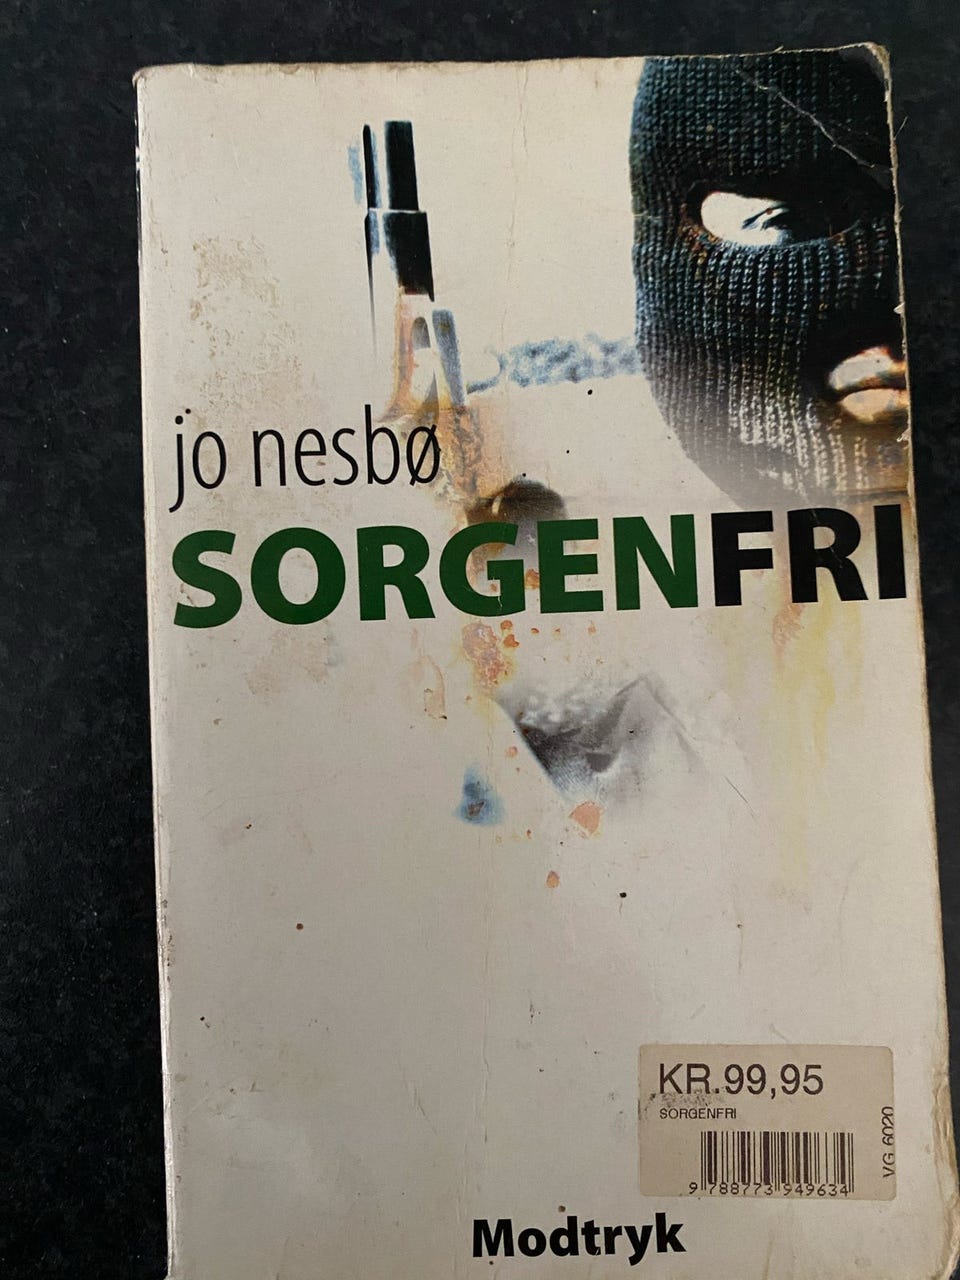 jo nesbø
SORGENFRI
KR.99,95
SORGENFRI
VG 6020
9 788773 949634
Modtryk